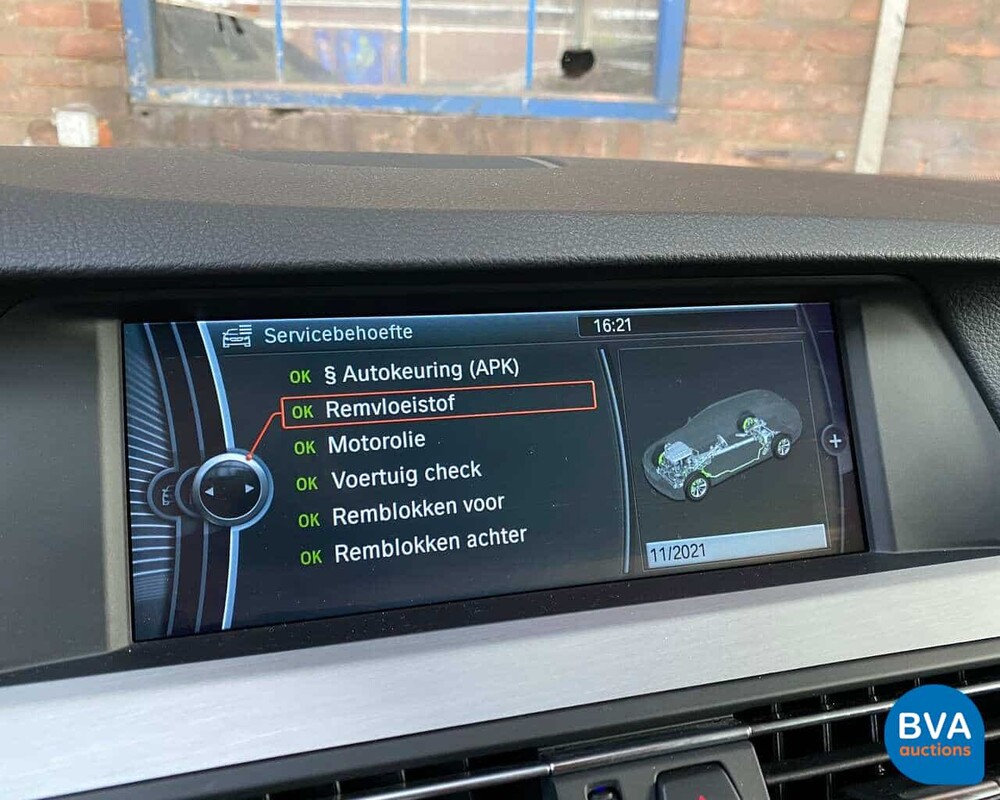 Servicebehoefte
16:21
OK § Autokeuring (APK)
OK Remvloeistof
OK Motorolie
OK Voertuig check
OK Remblokken voor
OK Remblokken achter
+
11/2021
BVA
auctions